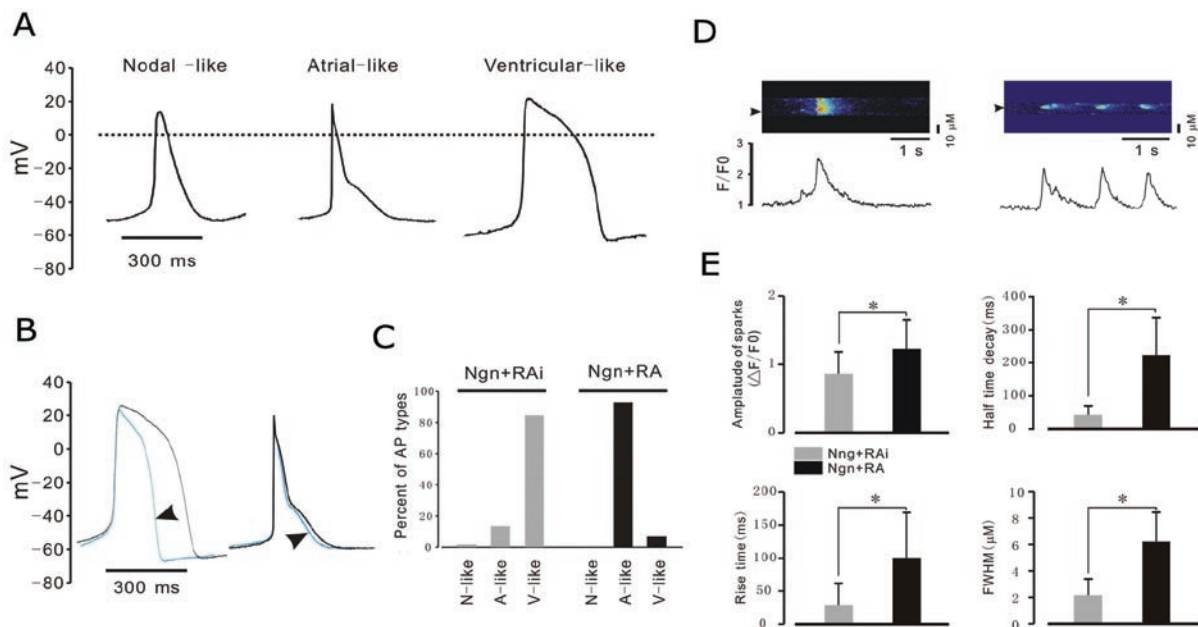 A
Nodal -like
Atrial-like
Ventricular-like
40
20
0
-20
-40
-60
-80
mV
300 ms
B
40
20
0
-20
-40
-60
-80
mV
300 ms
C
Ngn+RAi
Ngn+RA
100
80
60
40
20
0
Percent of AP types
N-like
A-like
V-like
N-like
A-like
V-like
D
1 s
10 μM
1 s
10 μM
3
2
1
F/F0
E
2
1
0
Amplatude of sparks
(△F/F0)
*
400
300
200
100
0
Half time decay(ms)
*
Nng+RAi
Ngn+RA
200
150
100
50
0
Rise time(ms)
*
10
8
6
4
2
0
FWHM(μM)
*